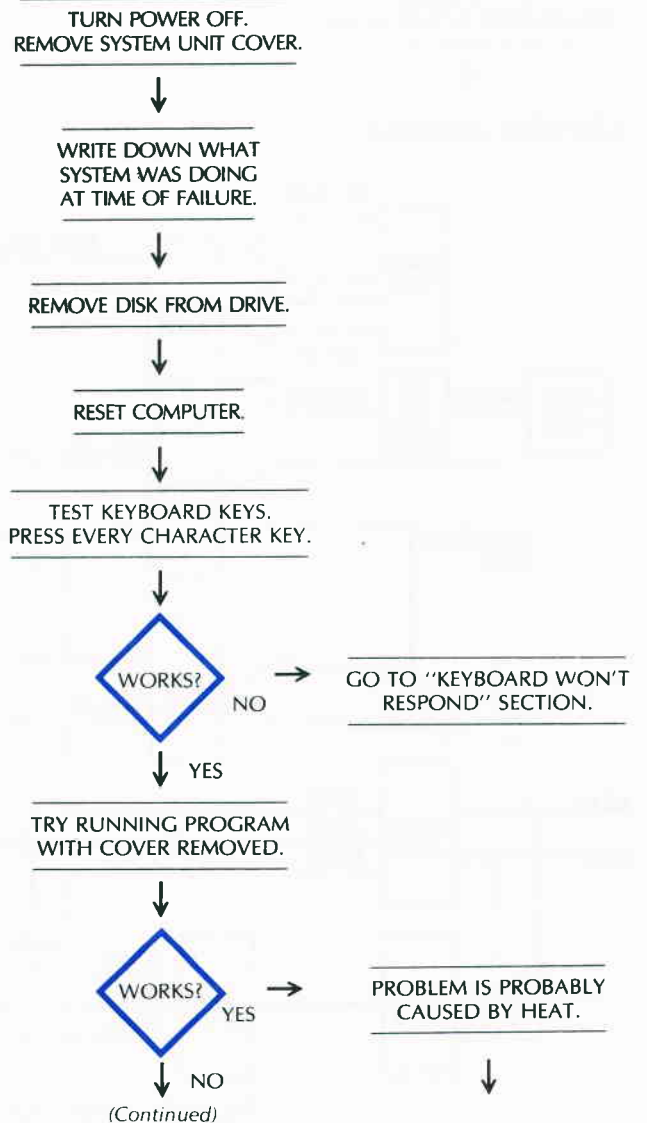 TURN POWER OFF.
REMOVE SYSTEM UNIT COVER.
WRITE DOWN WHAT
SYSTEM WAS DOING
AT TIME OF FAILURE.
REMOVE DISK FROM DRIVE.
RESET COMPUTER.
TEST KEYBOARD KEYS.
PRESS EVERY CHARACTER KEY.
WORKS?
NO
GO TO "KEYBOARD WON'T
RESPOND" SECTION.
YES
TRY RUNNING PROGRAM
WITH COVER REMOVED.
WORKS?
YES
PROBLEM IS PROBABLY
CAUSED BY HEAT.
NO
(Continued)